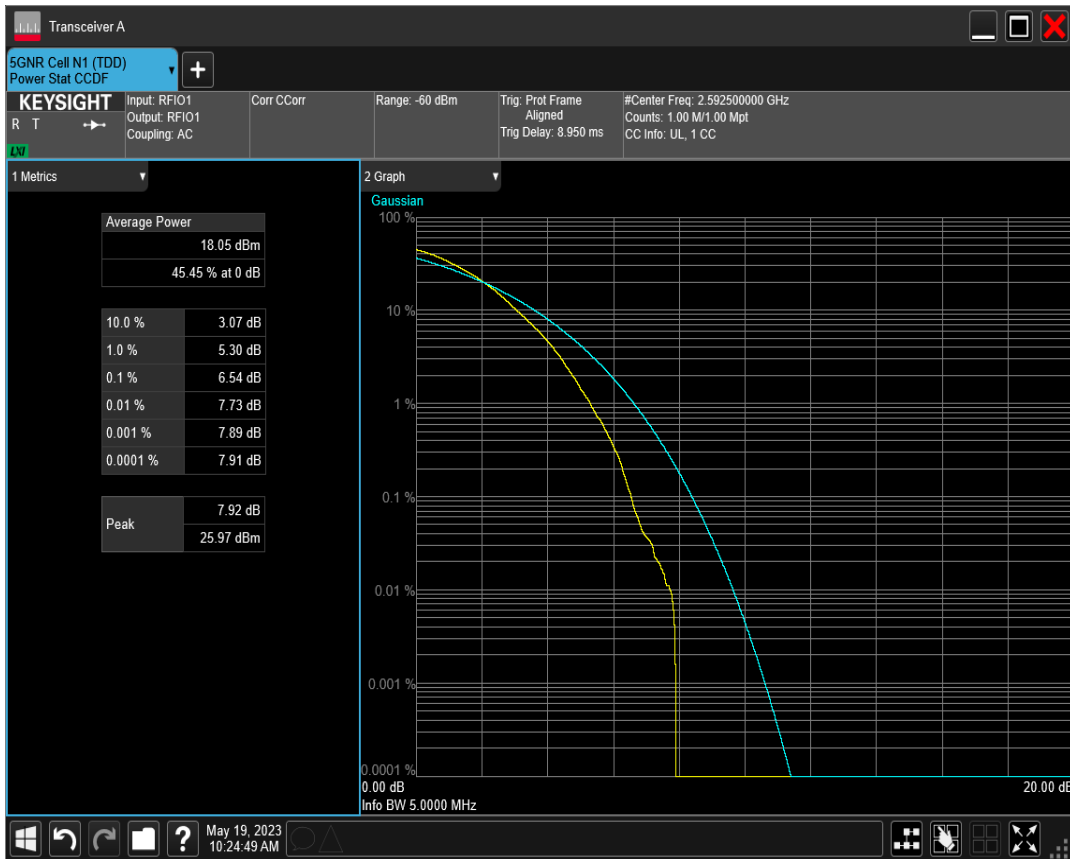 Transceiver A
5GNR Cell N1 (TDD)
Power Stat CCDF
+
KEYSIGHT
R T
LXI
Input: RFIO1
Output: RFIO1
Coupling: AC
Corr CCorr
Range: -60 dBm
Trig: Prot Frame
Aligned
Trig Delay: 8.950 ms
#Center Freq: 2.592500000 GHz
Counts: 1.00 M/1.00 Mpt
CC Info: UL, 1 CC
1 Metrics
Average Power
18.05 dBm
45.45 % at 0 dB
10.0 % 3.07 dB
1.0 % 5.30 dB
0.1 % 6.54 dB
0.01 % 7.73 dB
0.001 % 7.89 dB
0.0001 % 7.91 dB
Peak
7.92 dB
25.97 dBm
2 Graph
Gaussian
100 %
10 %
1 %
0.1 %
0.01 %
0.001 %
0.0001 %
0.00 dB 20.00 dB
Info BW 5.0000 MHz
?
May 19, 2023
10:24:49 AM